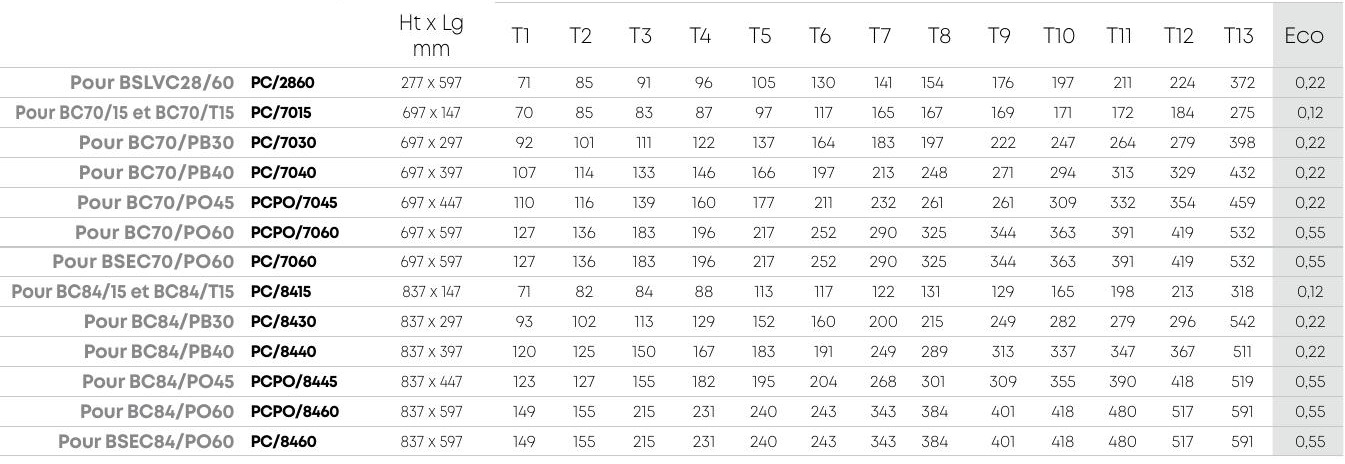 Ht x Lg
mm T1 T2 T3 T4 T5 T6 T7 T8 T9 T10 T11 T12 T13 Eco
Pour BSLVC28/60 PC/2860 277 x 597 71 85 91 96 105 130 141 154 176 197 211 224 372 0,22
Pour BC70/15 et BC70/T15 PC/7015 697 x 147 70 85 83 87 97 117 165 167 169 171 172 184 275 0,12
Pour BC70/PB30 PC/7030 697 x 297 92 101 111 122 137 164 183 197 222 247 264 279 398 0,22
Pour BC70/PB40 PC/7040 697 x 397 107 114 133 146 166 197 213 248 271 294 313 329 432 0,22
Pour BC70/PO45 PCPO/7045 697 x 447 110 116 139 160 177 211 232 261 261 309 332 354 459 0,22
Pour BC70/PO60 PCPO/7060 697 x 597 127 136 183 196 217 252 290 325 344 363 391 419 532 0,55
Pour BSEC70/PO60 PC/7060 697 x 597 127 136 183 196 217 252 290 325 344 363 391 419 532 0,55
Pour BC84/15 et BC84/T15 PC/8415 837 x 147 71 82 84 88 113 117 122 131 129 165 198 213 318 0,12
Pour BC84/PB30 PC/8430 837 x 297 93 102 113 129 152 160 200 215 249 282 279 296 542 0,22
Pour BC84/PB40 PC/8440 837 x 397 120 125 150 167 183 191 249 289 313 337 347 367 511 0,22
Pour BC84/PO45 PCPO/8445 837 x 447 123 127 155 182 195 204 268 301 309 355 390 418 519 0,55
Pour BC84/PO60 PCPO/8460 837 x 597 149 155 215 231 240 243 343 384 401 418 480 517 591 0,55
Pour BSEC84/PO60 PC/8460 837 x 597 149 155 215 231 240 243 343 384 401 418 480 517 591 0,55